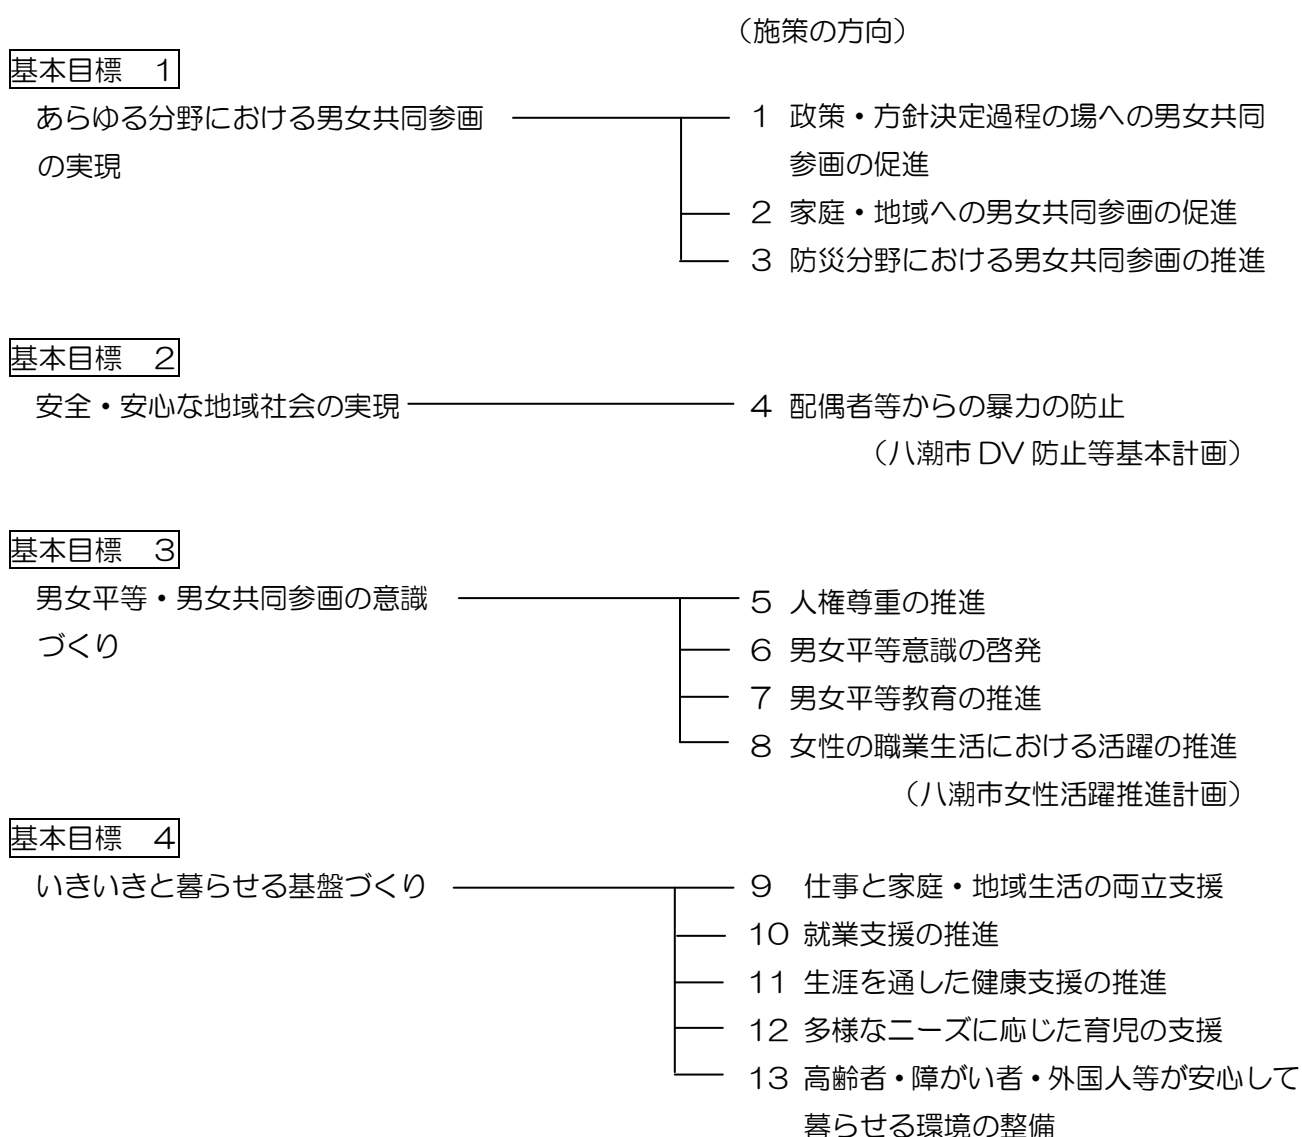 （施策の方向）
基本目標　１
あらゆる分野における男女共同参画
の実現
１　政策・方針決定過程の場への男女共同
参画の促進
２　家庭・地域への男女共同参画の促進
３　防災分野における男女共同参画の推進
基本目標　２
安全・安心な地域社会の実現
４　配偶者等からの暴力の防止
（八潮市 DV 防止等基本計画）
基本目標　３
男女平等・男女共同参画の意識
づくり
５　人権尊重の推進
６　男女平等意識の啓発
７　男女平等教育の推進
８　女性の職業生活における活躍の推進
（八潮市女性活躍推進計画）
基本目標　４
いきいきと暮らせる基盤づくり
９　仕事と家庭・地域生活の両立支援
10 就業支援の推進
11 生涯を通した健康支援の推進
12 多様なニーズに応じた育児の支援
13 高齢者・障がい者・外国人等が安心して
暮らせる環境の整備